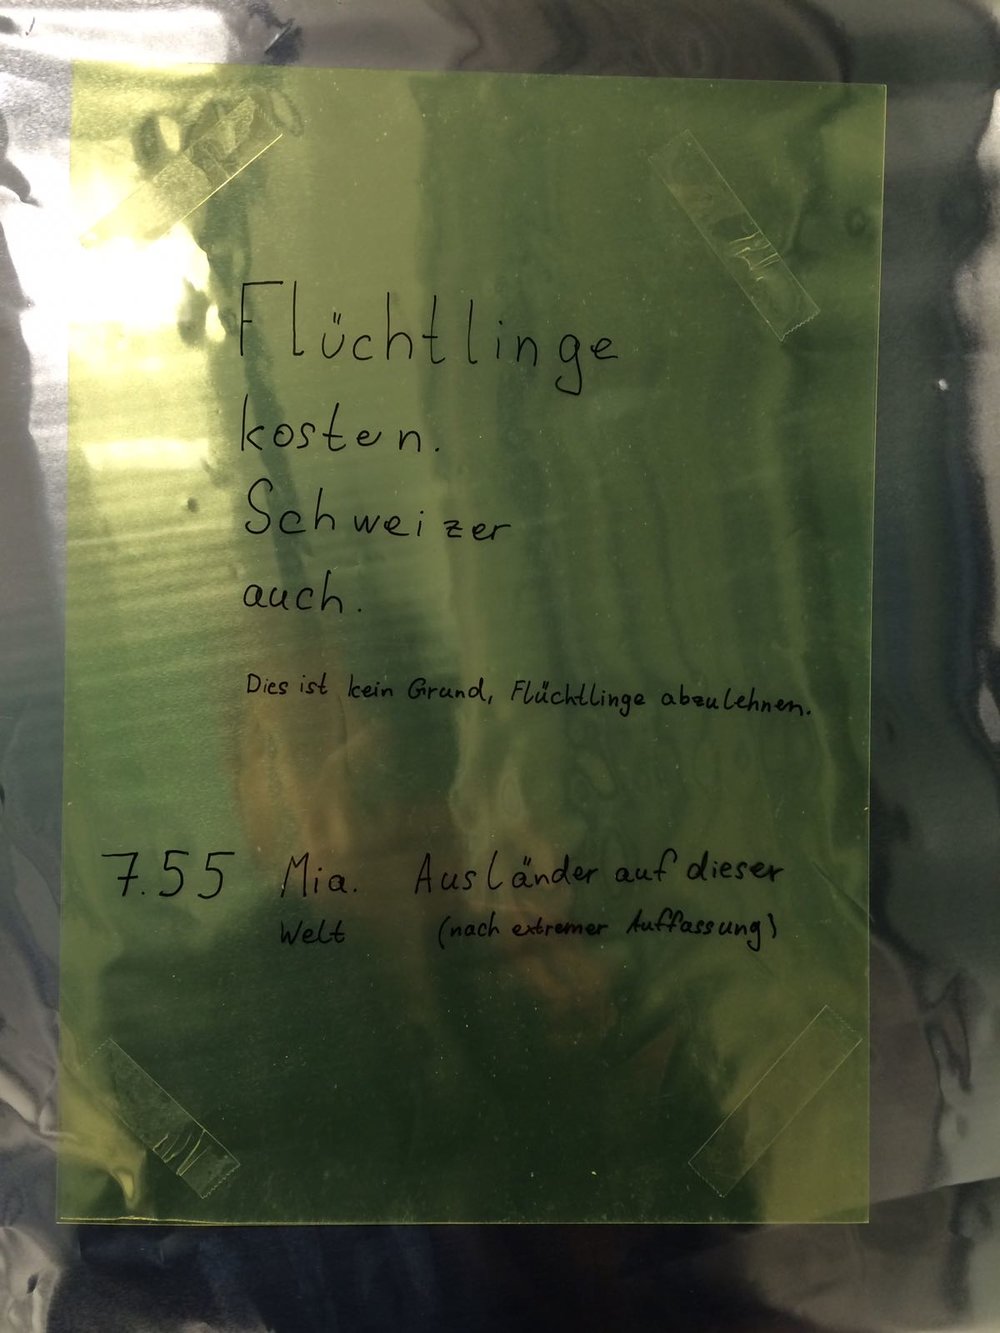 Flüchtlinge
kosten.
Schweizer
auch.
Dies ist kein Grund, Flüchtlinge abzulehnen.
7.55 Mia. Ausländer auf dieser
Welt (nach extremer Auffassung)